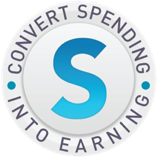 CONVERT SPENDING
S
INTO EARNING